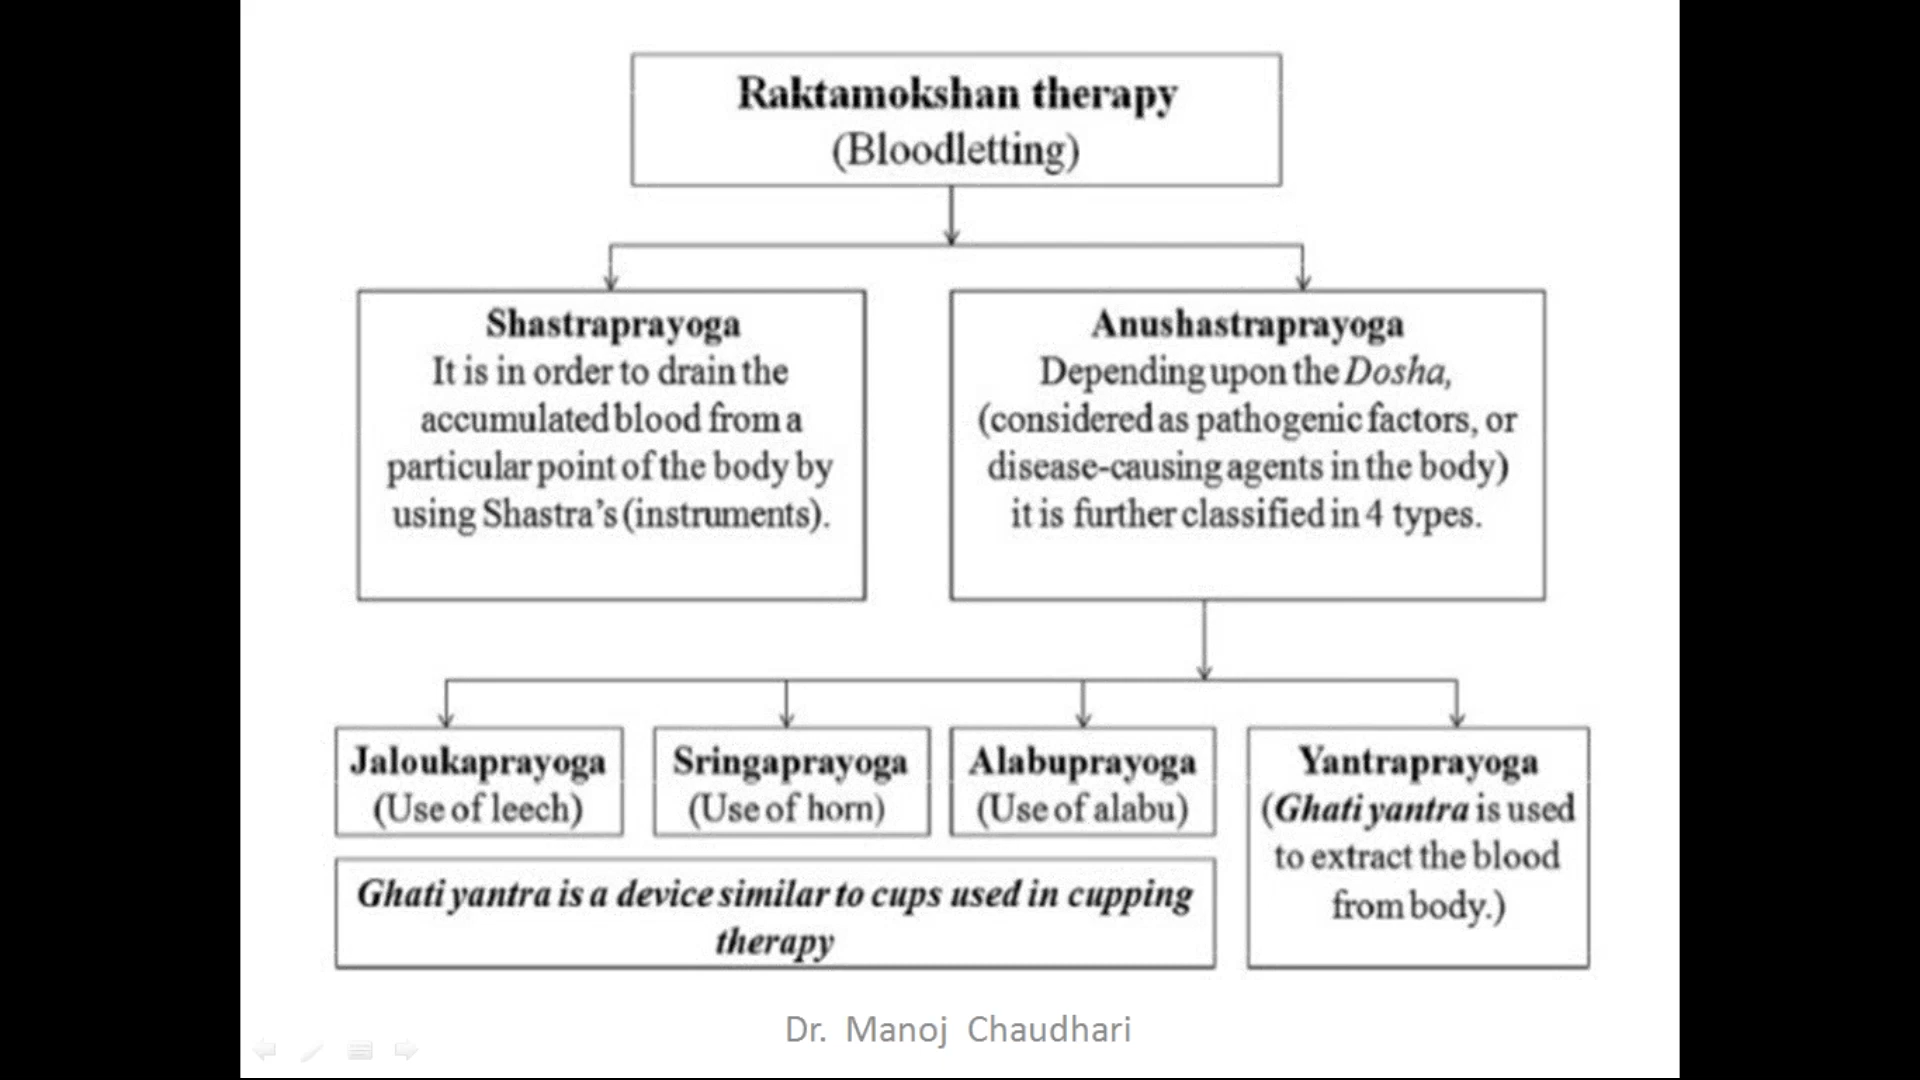 Raktamokshan therapy
(Bloodletting)
Shastraprayoga
It is in order to drain the
accumulated blood from a
particular point of the body by
using Shastra's (instruments).
Anushastraprayoga
Depending upon the Dosha,
(considered as pathogenic factors, or
disease-causing agents in the body)
it is further classified in 4 types.
Jaloukaprayoga
(Use of leech)
Sringaprayoga
(Use of horn)
Alabuprayoga
(Use of alabu)
Yantraprayoga
(Ghati yantra is used
to extract the blood
from body.)
Ghati yantra is a device similar to cups used in cupping
therapy
Dr. Manoj Chaudhari